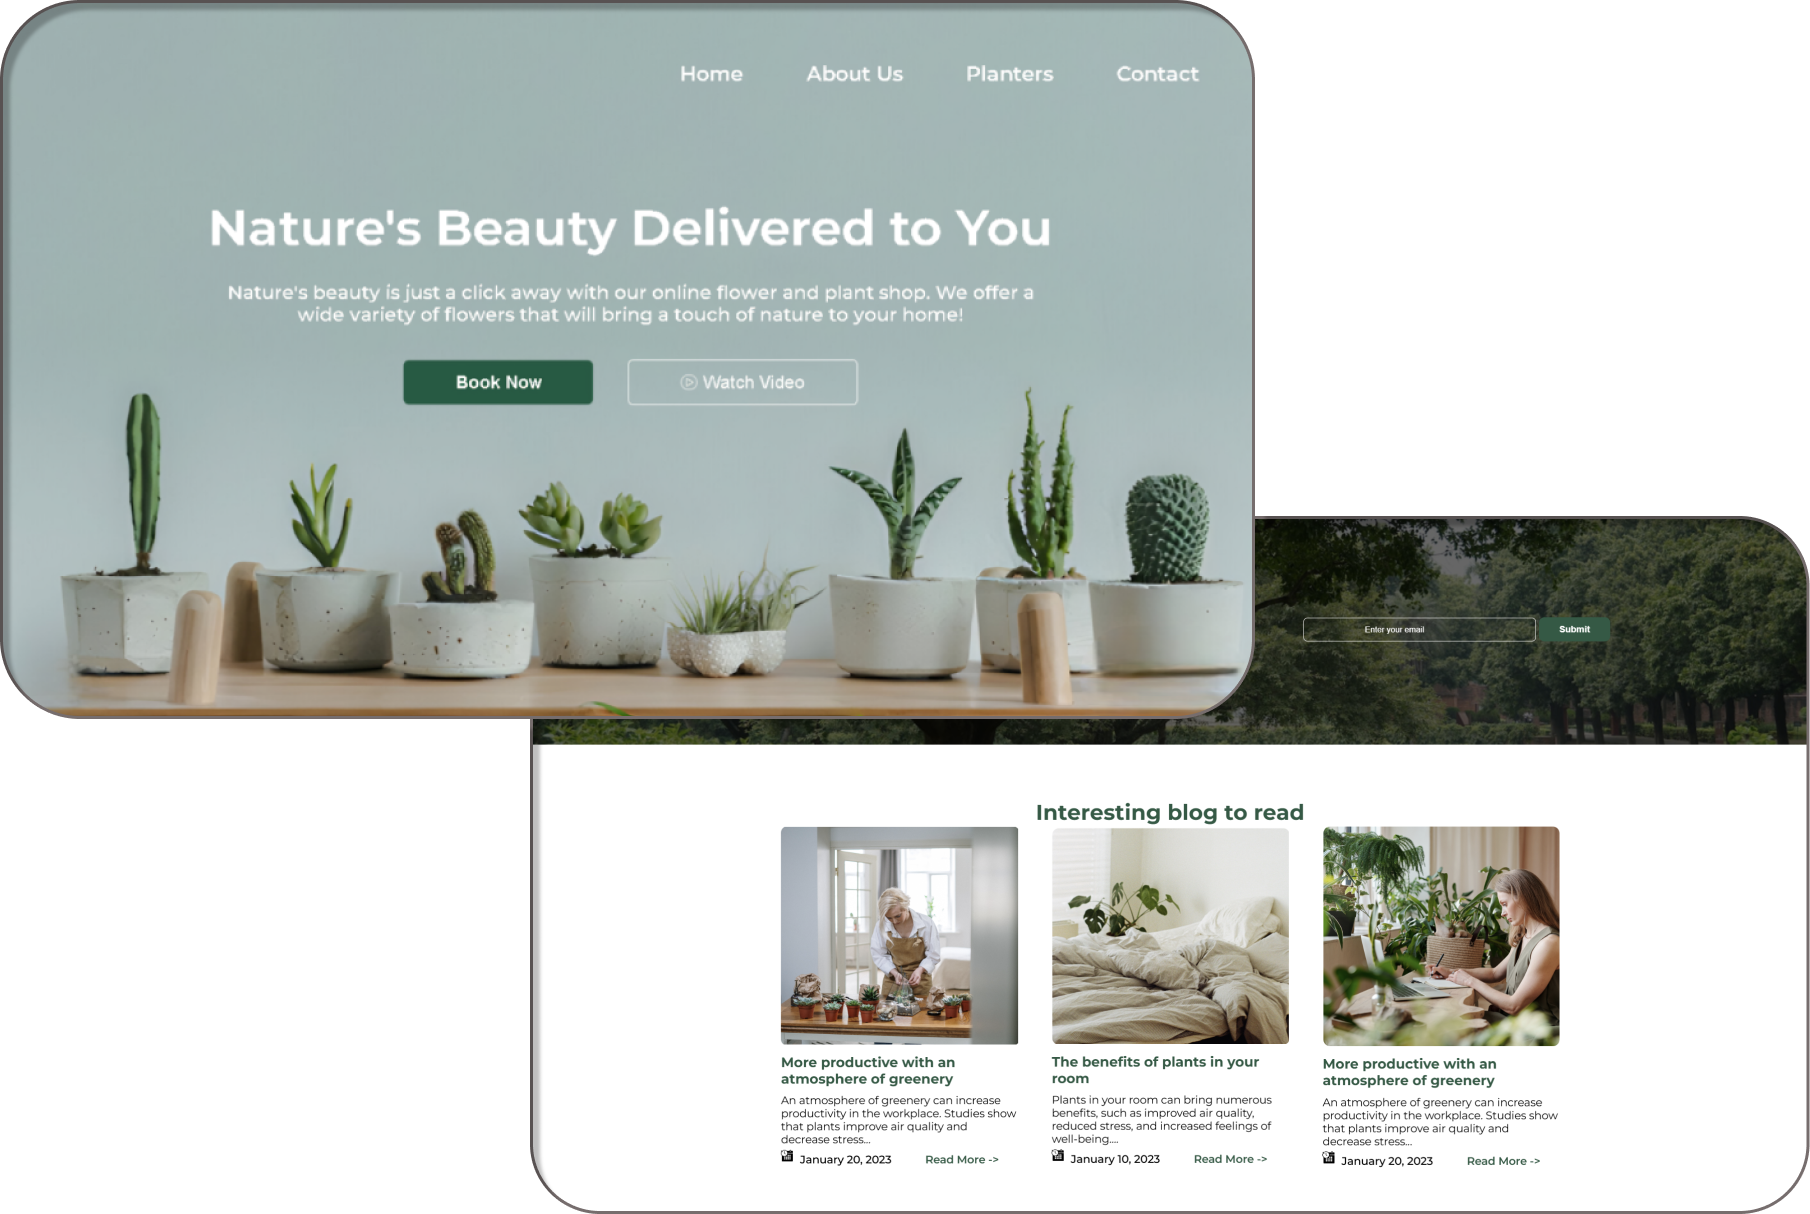 Home About Us Planters Contact
Nature's Beauty Delivered to You
Nature's beauty is just a click away with our online flower and plant shop. We offer a
wide variety of flowers that will bring a touch of nature to your home!
Book Now Watch Video
Enter your email Submit
Interesting blog to read
More productive with an
atmosphere of greenery
An atmosphere of greenery can increase
productivity in the workplace. Studies show
that plants improve air quality and
decrease stress...
January 20, 2023 Read More ->
The benefits of plants in your
room
Plants in your room can bring numerous
benefits, such as improved air quality,
reduced stress, and increased feelings of
well-being....
January 10, 2023 Read More ->
More productive with an
atmosphere of greenery
An atmosphere of greenery can increase
productivity in the workplace. Studies show
that plants improve air quality and
decrease stress...
January 20, 2023 Read More ->